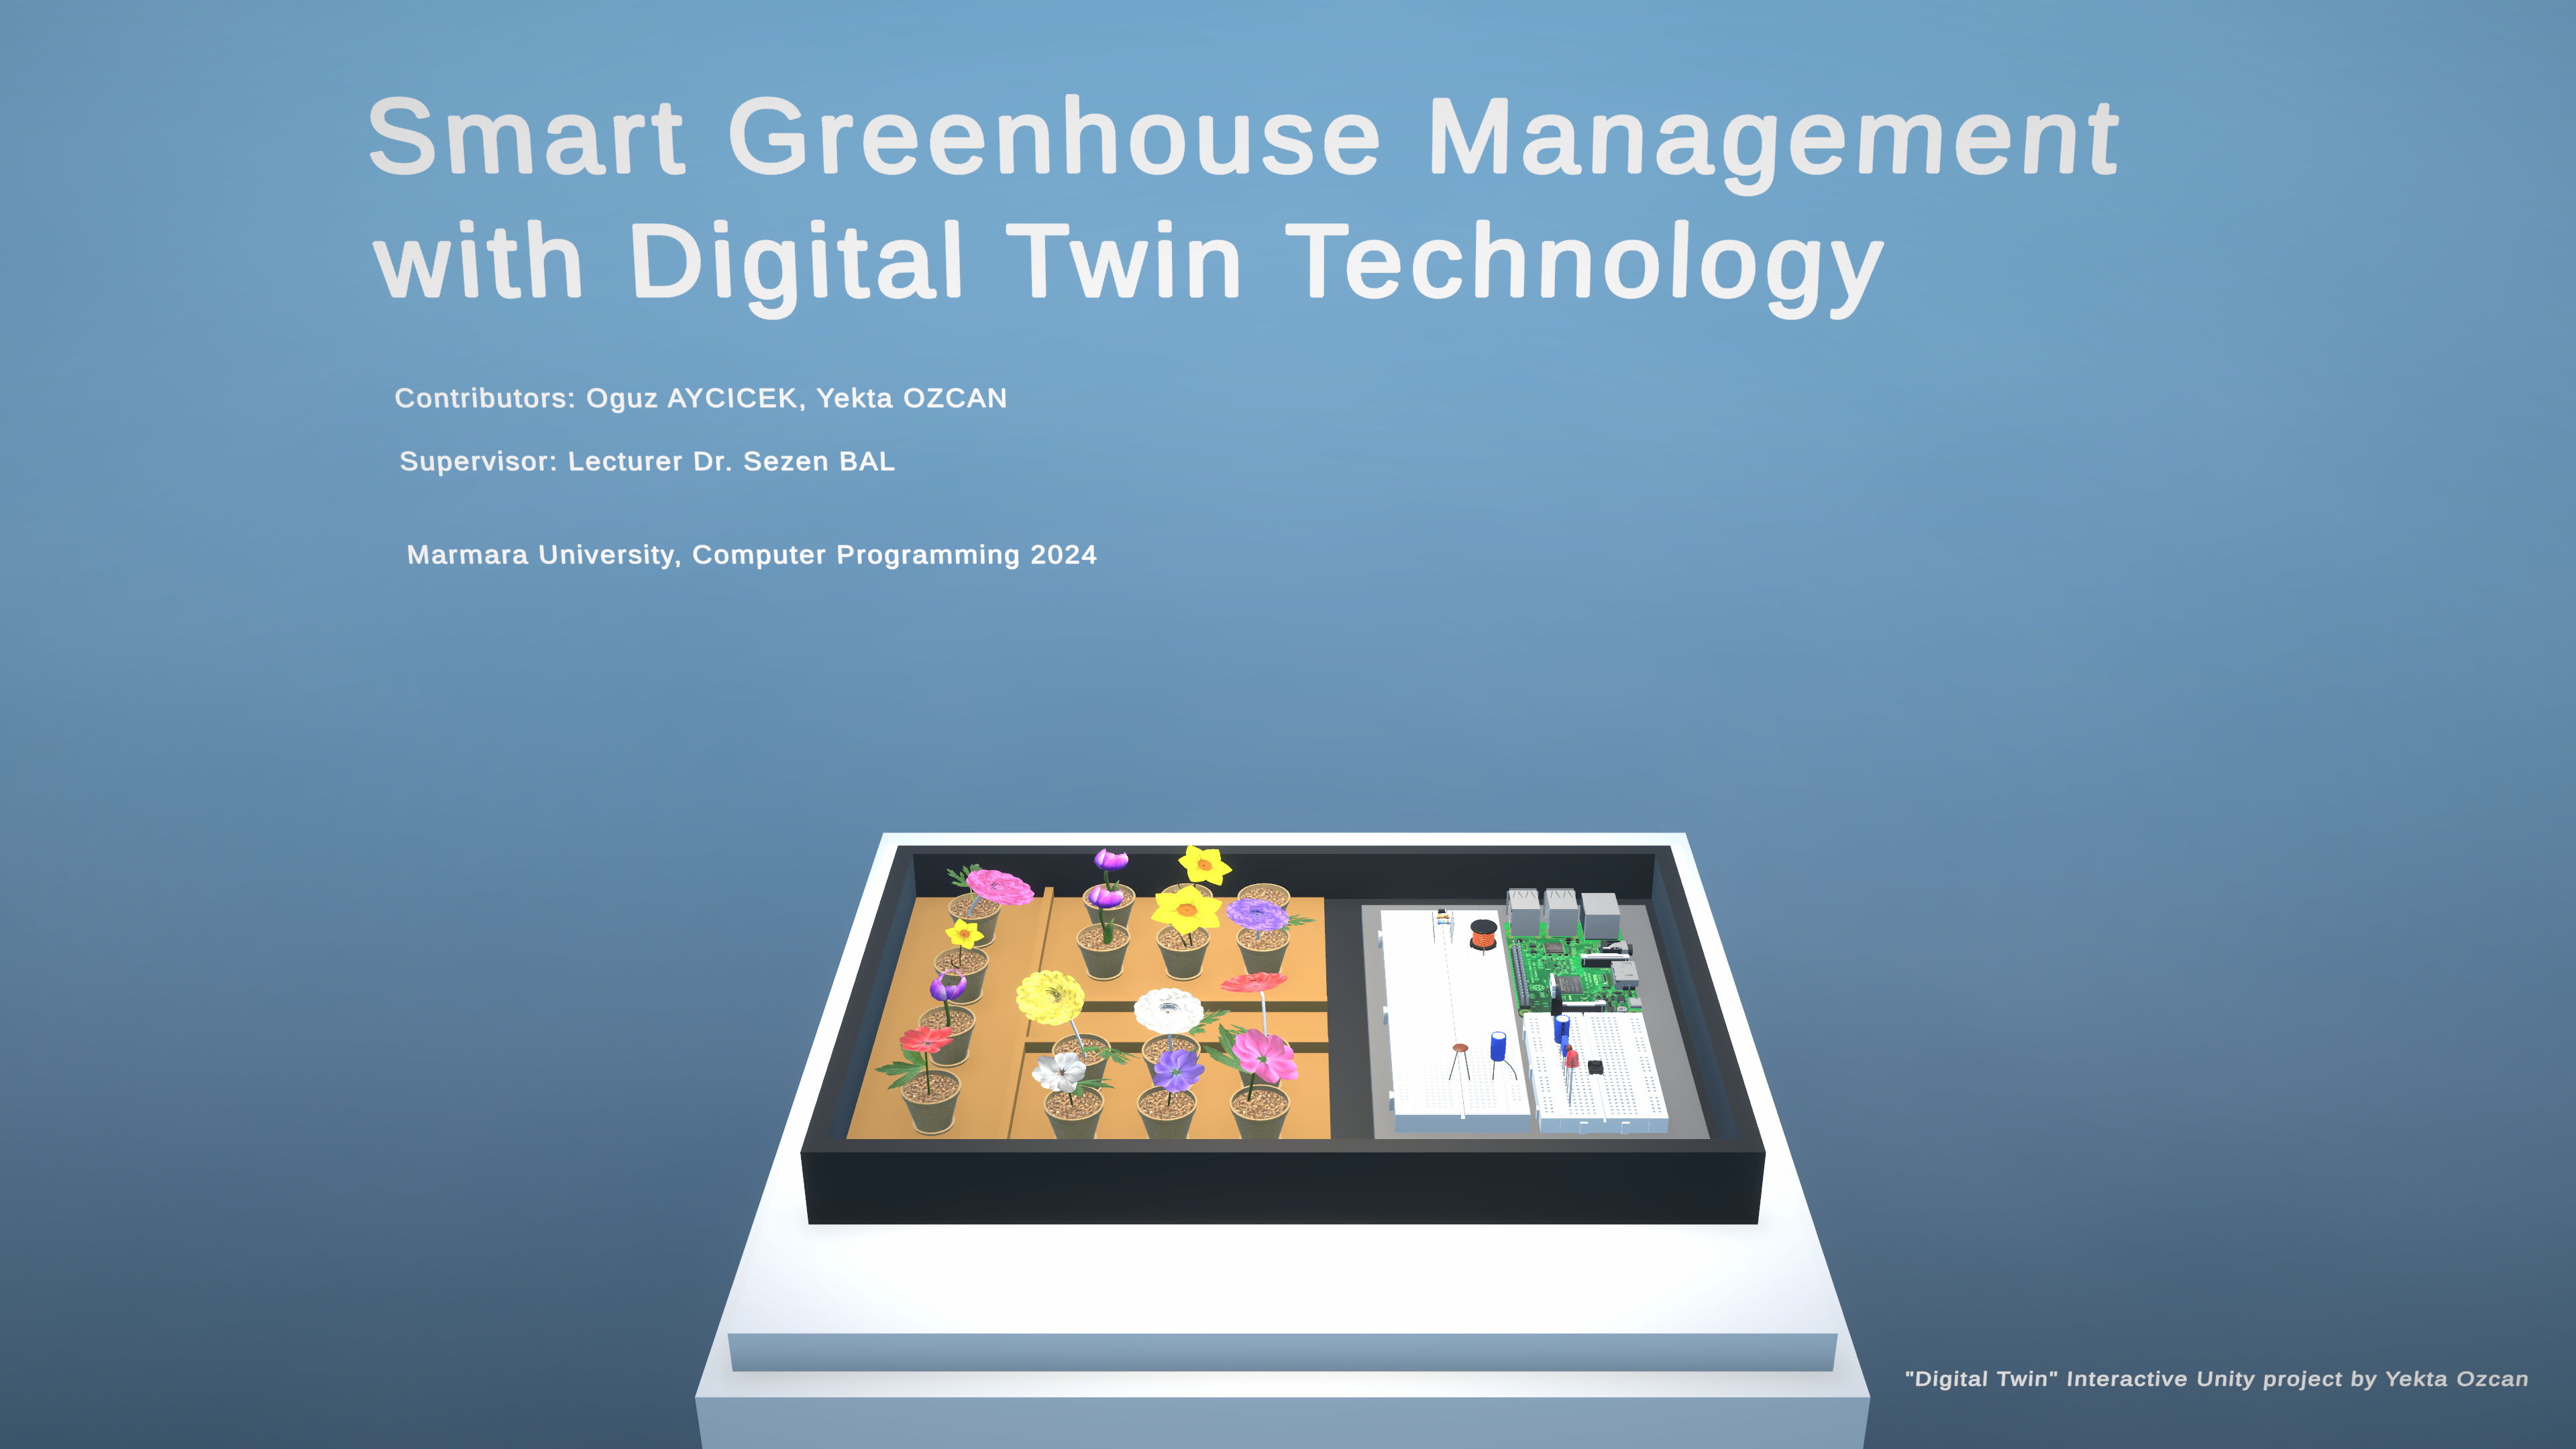 Smart Greenhouse Management
with Digital Twin Technology
Contributors: Oguz AYCICEK, Yekta OZCAN
Supervisor: Lecturer Dr. Sezen BAL
Marmara University, Computer Programming 2024
"Digital Twin" Interactive Unity project by Yekta Ozcan